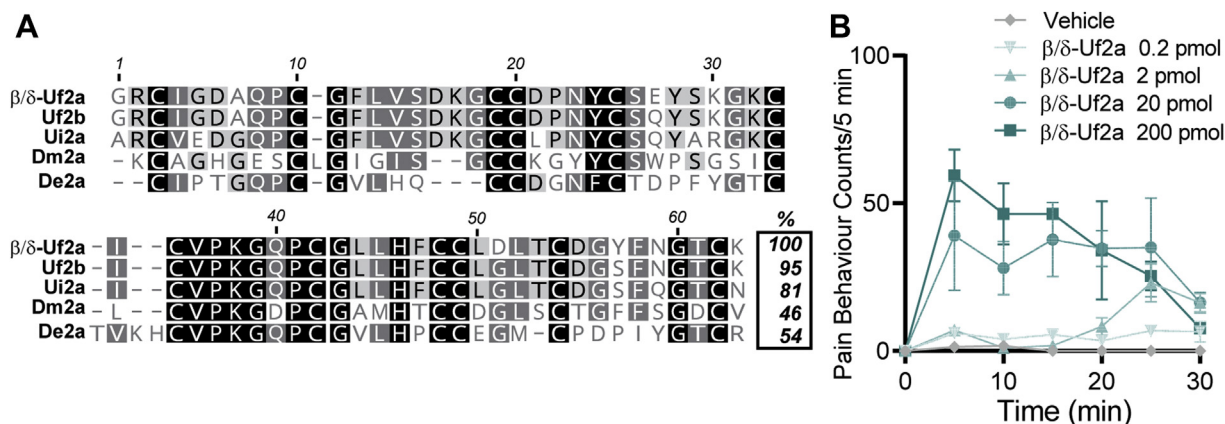 A
1 10 20 30
β/δ-Uf2a GRCIGDAQPC-GFLVSDKGCCDPNYCSEYSKGKC
Uf2b GRCIGDAQPC-GFLVSDKGCCDPNYCSQYSKGKC
Ui2a ARCVEDGQPC-GFLVSDKGCCLPNYCSQYARGKC
Dm2a -KCAGHGESCLGIGIS--GCCKGYYCSWPSGSIC
De2a --CIPTGQPC-GVLHQ---CCDGNFCTDPFYGTC
40 50 60 %
β/δ-Uf2a -I--CVPKGQPCGLLHFCCLDLTCDGYFNGTCK 100
Uf2b -I--CVPKGQPCGLLHFCCLGLTCDGSFNGTCK 95
Ui2a -I--CVPKGQPCGLLHFCCLGLTCDGSFQGTCN 81
Dm2a -L--CVPKGDPCGAMHTCCDGLSCTGFFSGDCV 46
De2a TVKHCVPKGQPCGVLHPCCEGM-CPDPIYGTCR 54
B
Vehicle
β/δ-Uf2a 0.2 pmol
β/δ-Uf2a 2 pmol
β/δ-Uf2a 20 pmol
β/δ-Uf2a 200 pmol
Pain Behaviour Counts/5 min
100
50
0
0 10 20 30
Time (min)